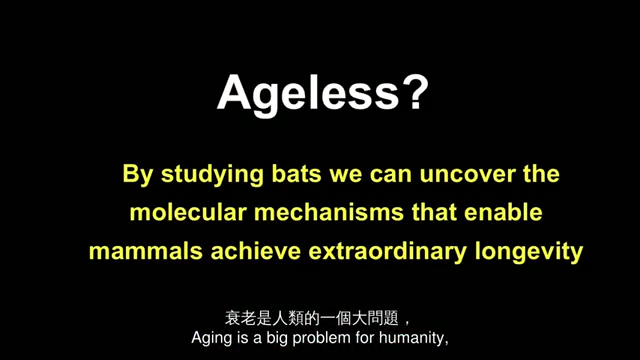 Ageless?
By studying bats we can uncover the
molecular mechanisms that enable
mammals achieve extraordinary longevity
衰老是人類的一個大問題，
Aging is a big problem for humanity,